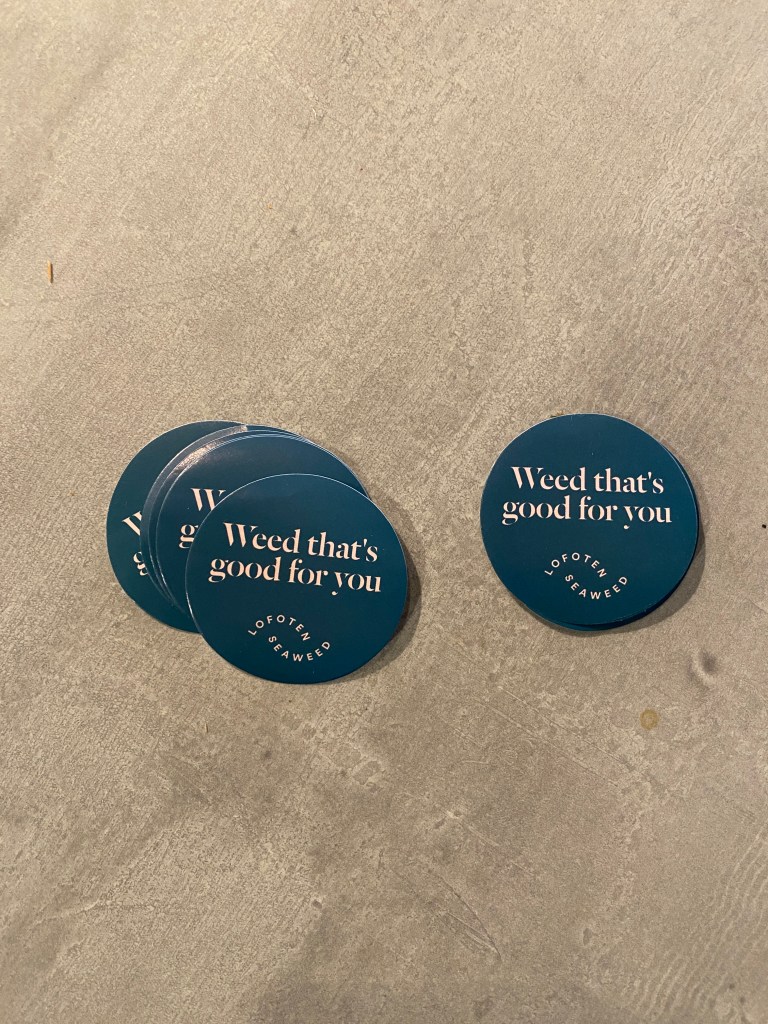 Weed that's
good for you
LOFOTEN
SEAWEED
W
g
W
g
Weed that's
good for you
LOFOTEN
SEAWEED